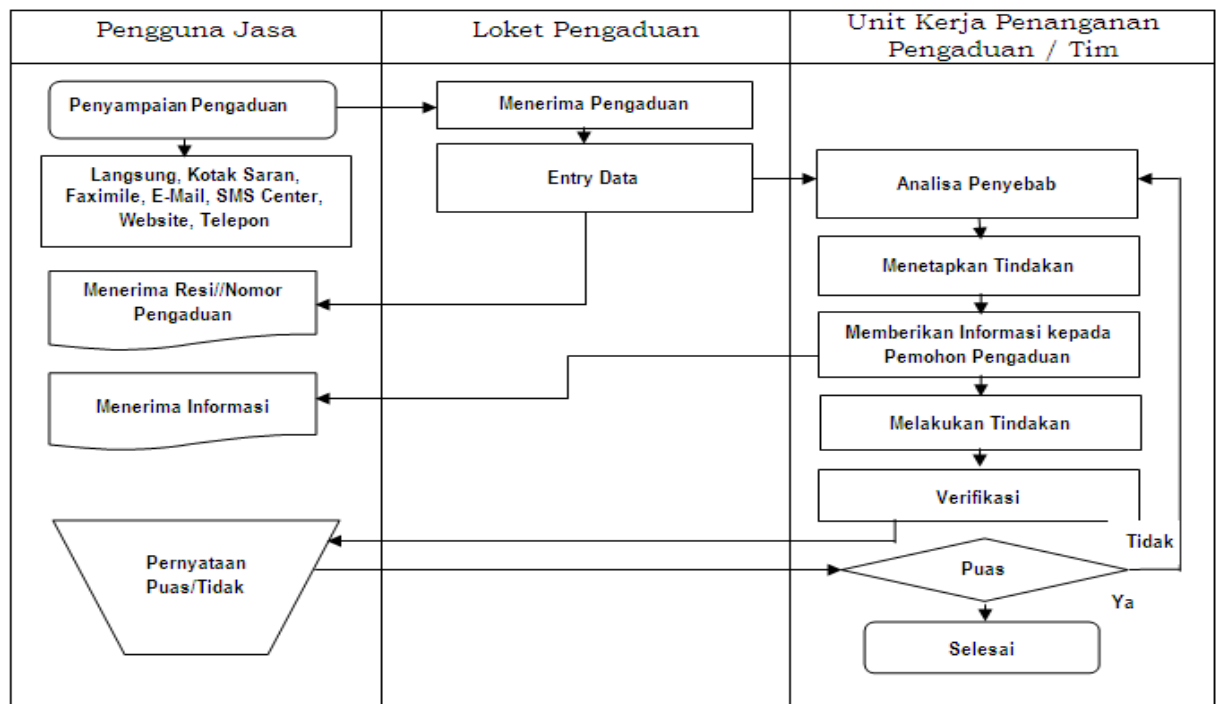 Pengguna Jasa
Loket Pengaduan
Unit Kerja Penanganan
Pengaduan / Tim
Penyampaian Pengaduan
Langsung, Kotak Saran,
Faximile, E-Mail, SMS Center,
Website, Telepon
Menerima Resi//Nomor
Pengaduan
Menerima Informasi
Pernyataan
Puas/Tidak
Menerima Pengaduan
Entry Data
Analisa Penyebab
Menetapkan Tindakan
Memberikan Informasi kepada
Pemohon Pengaduan
Melakukan Tindakan
Verifikasi
Tidak
Puas
Ya
Selesai